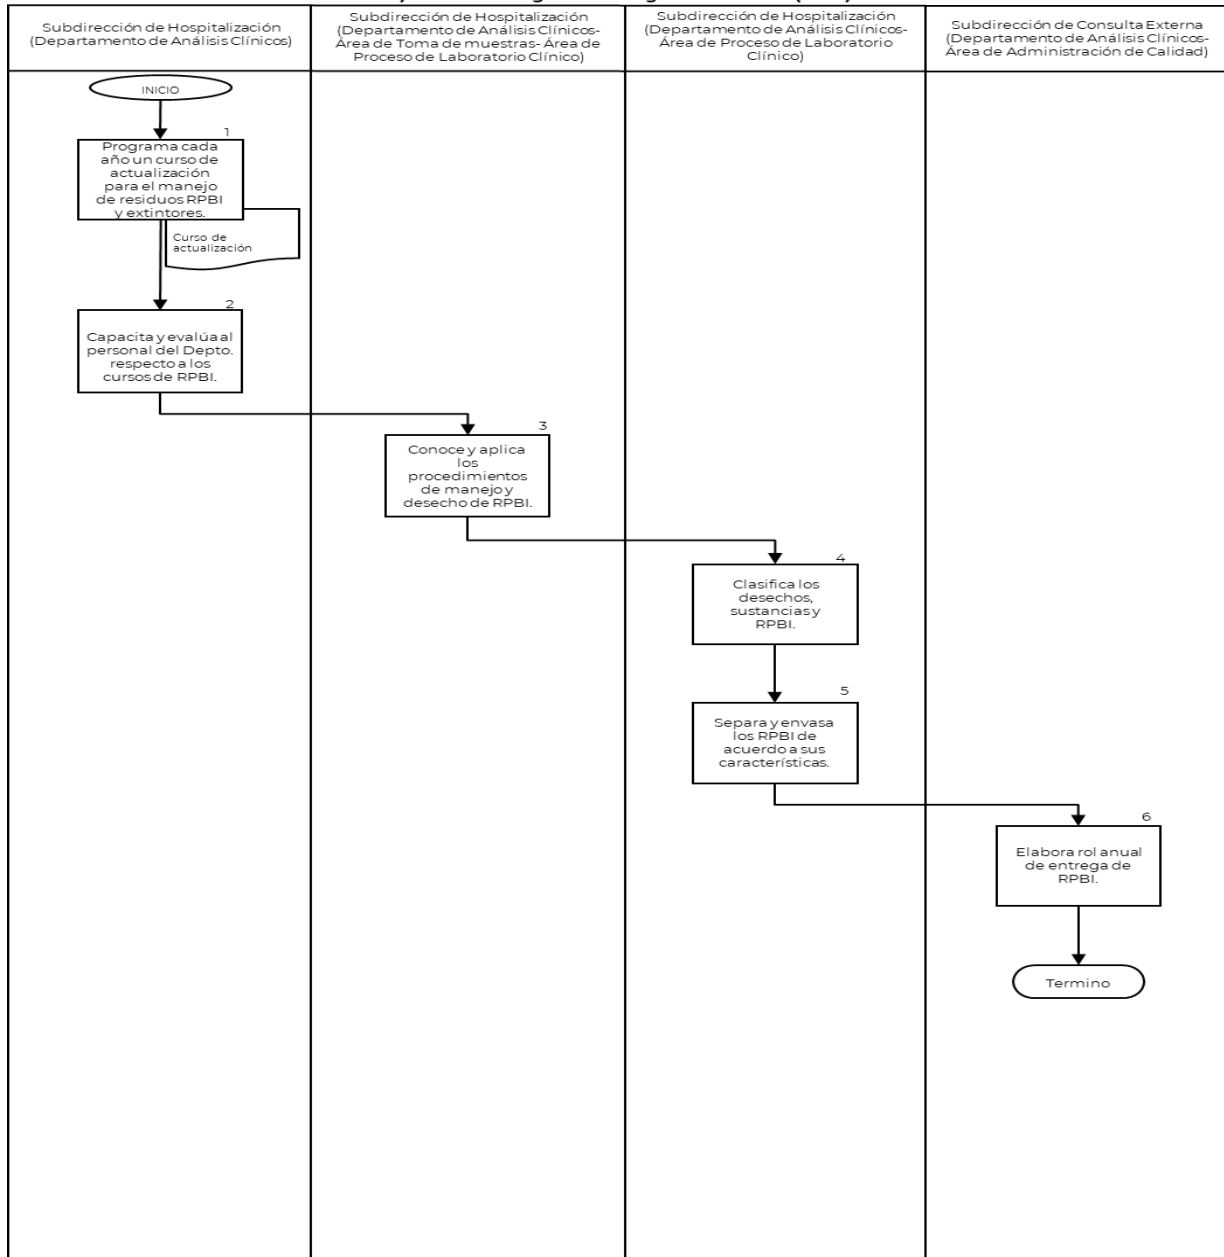 Subdirección de Hospitalización
(Departamento de Análisis Clínicos)
Subdirección de Hospitalización
(Departamento de Análisis Clínicos-
Área de Toma de muestras- Área de
Proceso de Laboratorio Clínico)
Subdirección de Hospitalización
(Departamento de Análisis Clínicos-
Área de Proceso de Laboratorio
Clínico)
Subdirección de Consulta Externa
(Departamento de Análisis Clínicos-
Área de Administración de Calidad)
INICIO
1
Programa cada
año un curso de
actualización
para el manejo
de residuos RPBI
y extintores.
Curso de
actualización
2
Capacita y evalúa al
personal del Depto.
respecto a los
cursos de RPBI.
3
Conoce y aplica
los
procedimientos
de manejo y
desecho de RPBI.
4
Clasifica los
desechos,
sustancias y
RPBI.
5
Separa y envasa
los RPBI de
acuerdo a sus
características.
6
Elabora rol anual
de entrega de
RPBI.
Termino